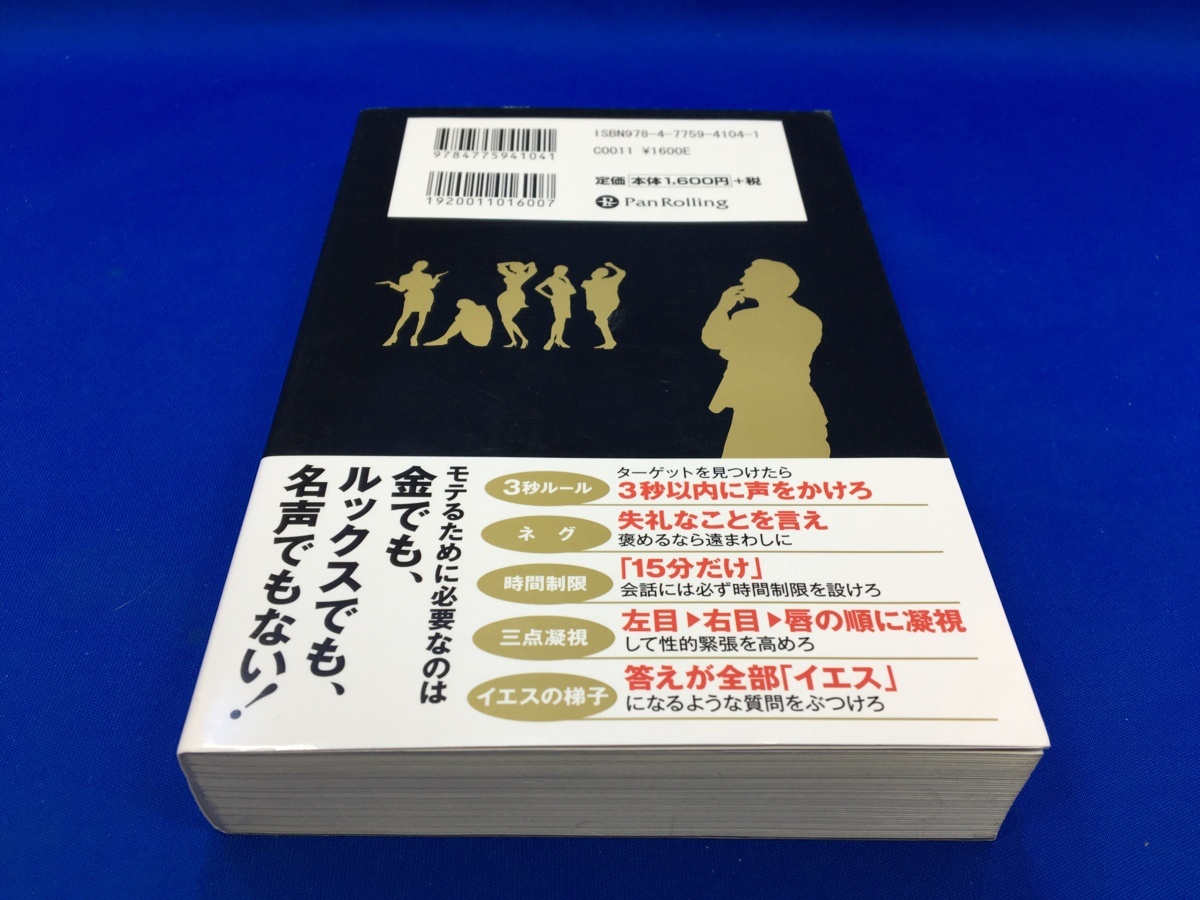 9784775941041
1920011016007
ISBN978-4-7759-4104-1
C0011 ¥1600E
定価 本体1,600円 +税
PanRolling
モテるために必要なのは
金でも、
ルックスでも、
名声でもない!
3秒ルール
ターゲットを見つけたら
3秒以内に声をかけろ
ネグ
失礼なことを言え
褒めるなら遠まわしに
時間制限
「15分だけ」
会話には必ず時間制限を設けろ
三点凝視
左目▶右目▶唇の順に凝視
して性的緊張を高めろ
イエスの梯子
答えが全部「イエス」
になるような質問をぶつけろ